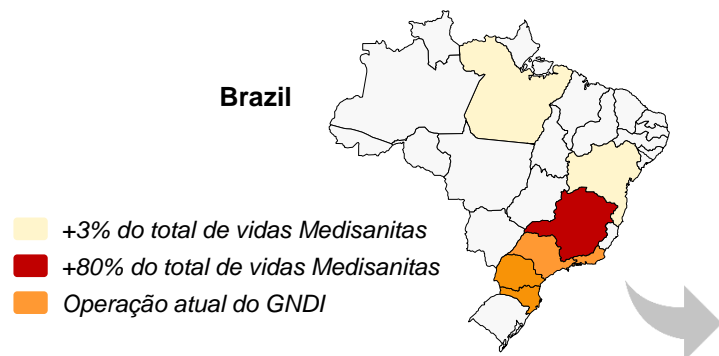 Brazil
+3% do total de vidas Medisanitas
+80% do total de vidas Medisanitas
Operação atual do GNDI